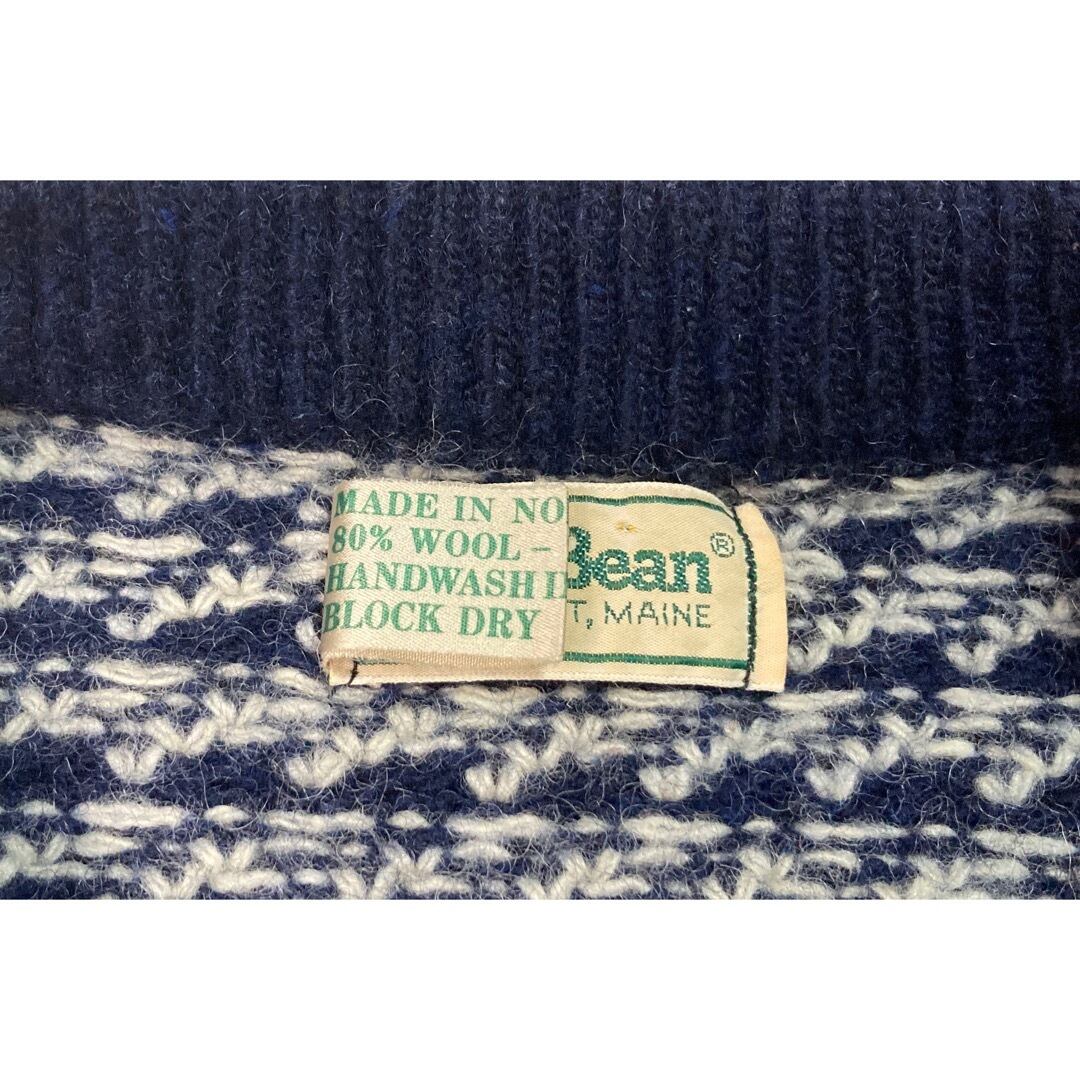 MADE IN NO
80% WOOL –
HANDWASH
BLOCK DRY
Bean®
T, MAINE